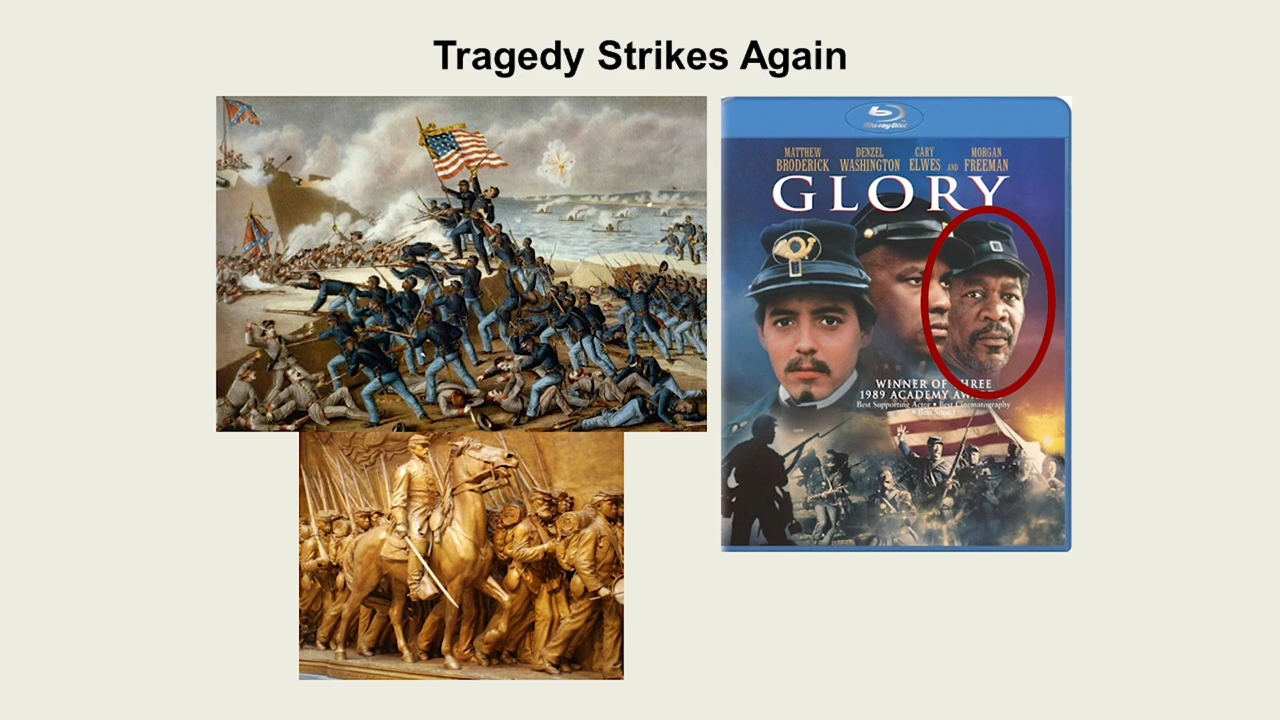 Tragedy Strikes Again
Blu-ray Disc
MATTHEW BRODERICK DENZEL WASHINGTON CARY ELWES AND MORGAN FREEMAN
GLORY
WINNER OF THREE
1989 ACADEMY
Best Supporting Actor • Best Cinematography